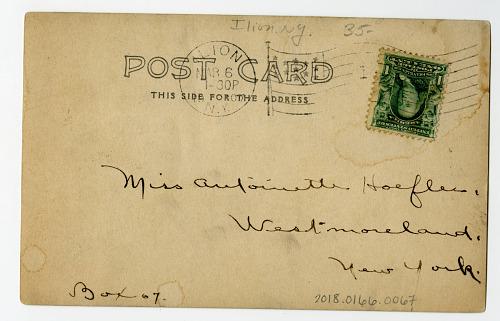 Ilion, N.Y. 35-
ILION
MAR 6
1-30P
N.Y.
POST CARD
THIS SIDE FOR THE ADDRESS
Miss Antoinette Hoefler.
Westmoreland.
New York.
Box 67.
2018.0166.0067